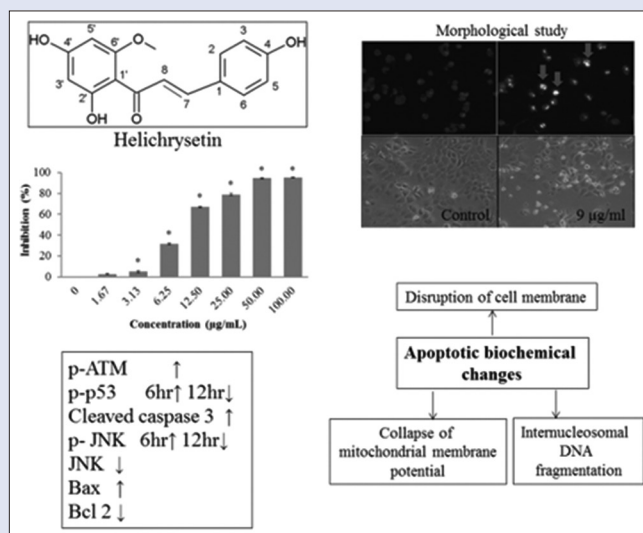 5'
3
HO
4'
6'
O
2
4
OH
8
3'
1'
1
5
2'
7
6
OH
O
Helichrysetin
Inhibition (%)
100
80
60
40
20
0
*
*
*
*
*
*
0
1.67
3.13
6.25
12.50
25.00
50.00
100.00
Concentration (µg/mL)
p-ATM ↑
p-p53 6hr↑ 12hr↓
Cleaved caspase 3 ↑
p- JNK 6hr↑ 12hr↓
JNK ↓
Bax ↑
Bcl 2 ↓
Morphological study
Control
9 µg/ml
Disruption of cell membrane
Apoptotic biochemical
changes
Collapse of
mitochondrial membrane
potential
Internucleosomal
DNA
fragmentation